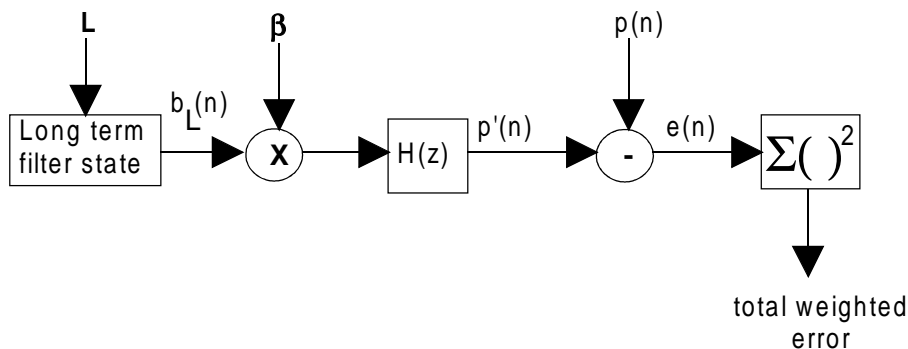 L
β
p(n)
b_L(n)
Long term
filter state
X
H(z)
p'(n)
-
e(n)
Σ( )²
total weighted
error